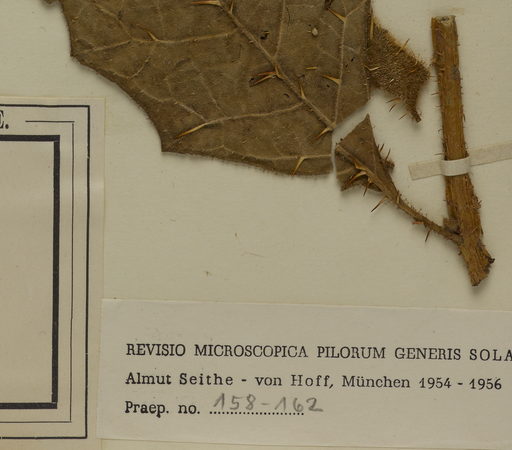 E.
REVISIO MICROSCOPICA PILORUM GENERIS SOLA
Almut Seithe - von Hoff, München 1954 - 1956
Praep. no. 158-162